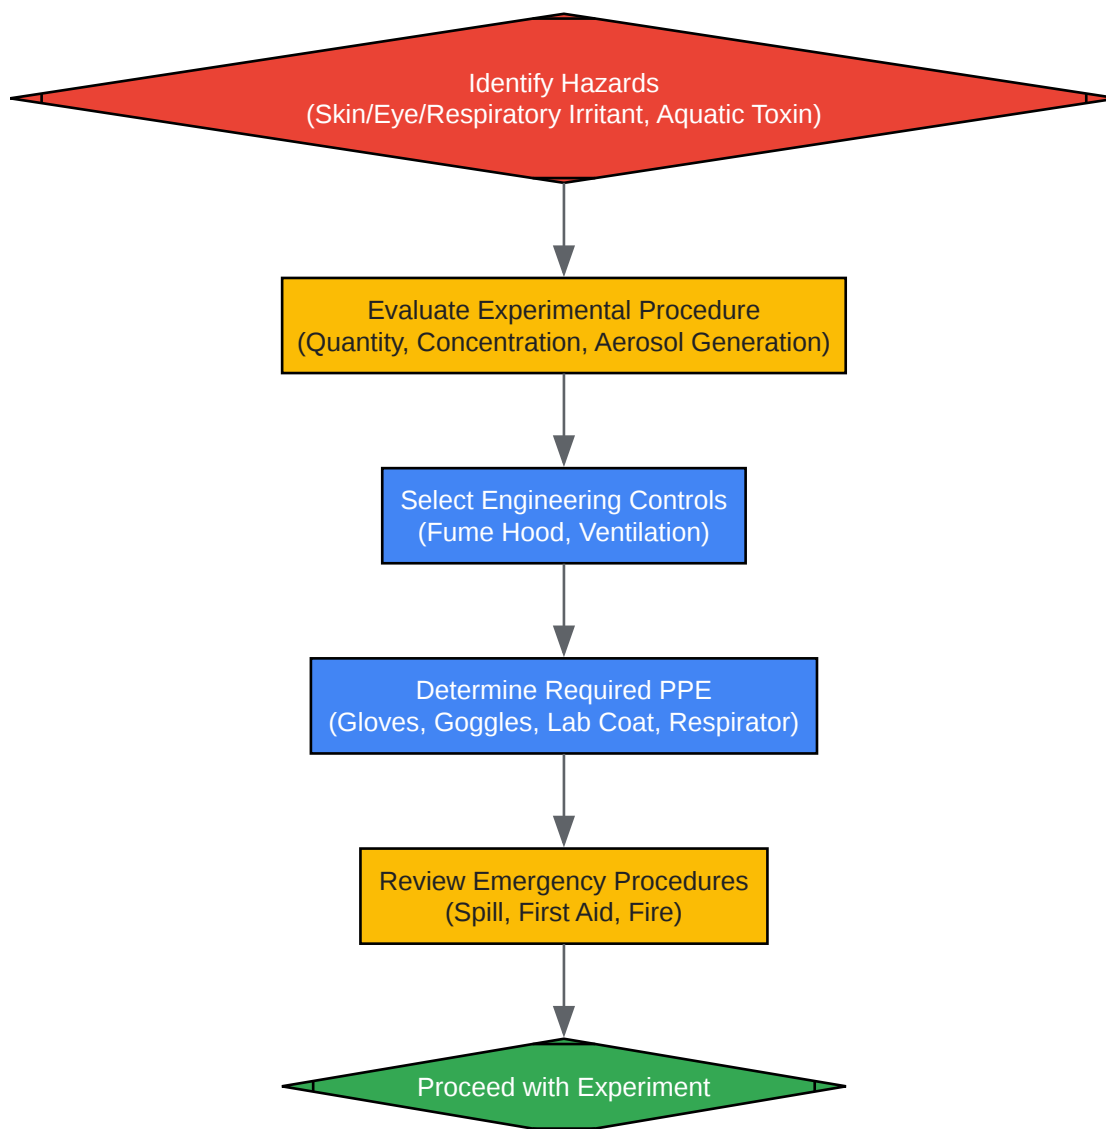 Identify Hazards
(Skin/Eye/Respiratory Irritant, Aquatic Toxin)
Evaluate Experimental Procedure
(Quantity, Concentration, Aerosol Generation)
Select Engineering Controls
(Fume Hood, Ventilation)
Determine Required PPE
(Gloves, Goggles, Lab Coat, Respirator)
Review Emergency Procedures
(Spill, First Aid, Fire)
Proceed with Experiment